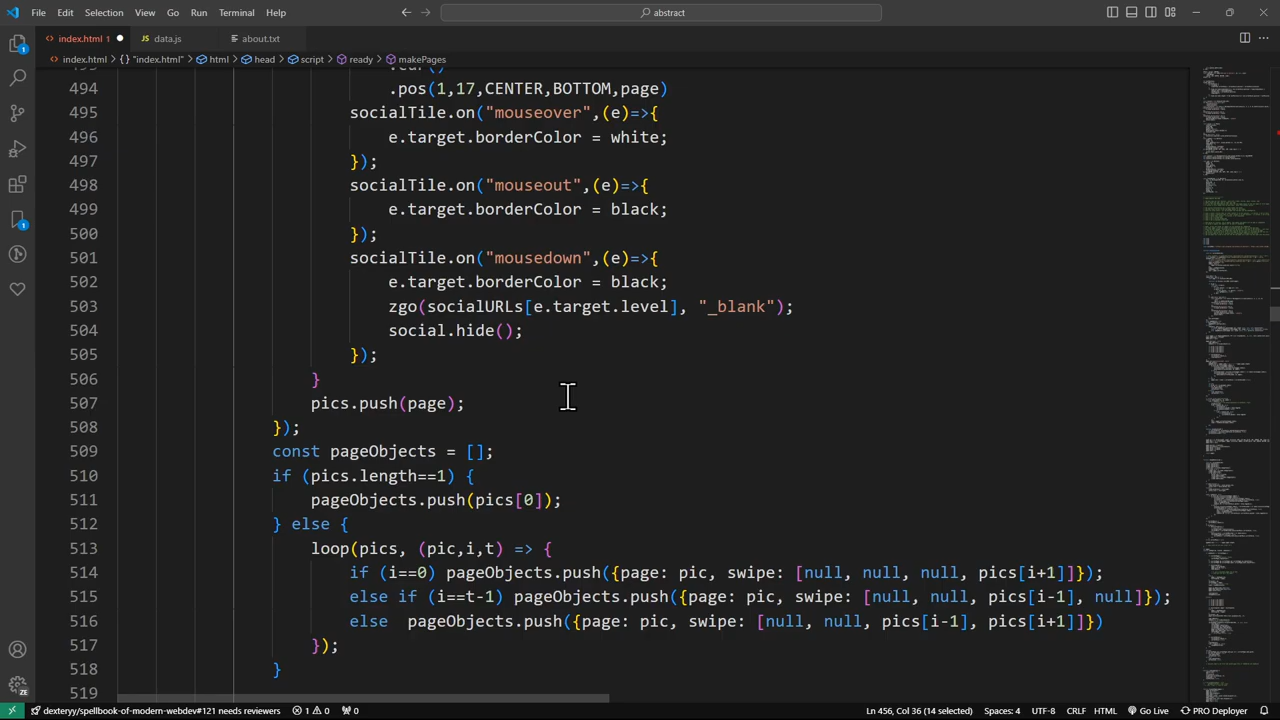 File Edit Selection View Go Run Terminal Help
abstract
index.html 1
data.js
about.txt
index.html > {} "index.html" > html > head > script > ready > makePages
494 .pos(1,17,CENTER,BOTTOM,page)
495 socialTile.on("mouseover",(e)=>{
496 e.target.borderColor = white;
497 });
498 socialTile.on("mouseout",(e)=>{
499 e.target.borderColor = black;
500 });
501 socialTile.on("mousedown",(e)=>{
502 e.target.borderColor = black;
503 zgo(socialURLs[e.target.level], "_blank");
504 social.hide();
505 });
506 }
507 pics.push(page);
508 });
509 const pageObjects = [];
510 if (pics.length==1) {
511 pageObjects.push(pics[0]);
512 } else {
513 loop(pics, (pic,i,t) => {
514 if (i==0) pageObjects.push({page: pic, swipe: [null, null, null, pics[i+1]]});
515 else if (i==t-1) pageObjects.push({page: pic, swipe: [null, null, pics[i-1], null]});
516 else pageObjects.push({page: pic, swipe: [null, null, pics[i-1], pics[i+1]]})
517 });
518 }
519
dexteryy/spellbook-of-modern-webdev#121 needs reviewers 1 0 0 Ln 456, Col 36 (14 selected) Spaces: 4 UTF-8 CRLF HTML Go Live PRO Deployer